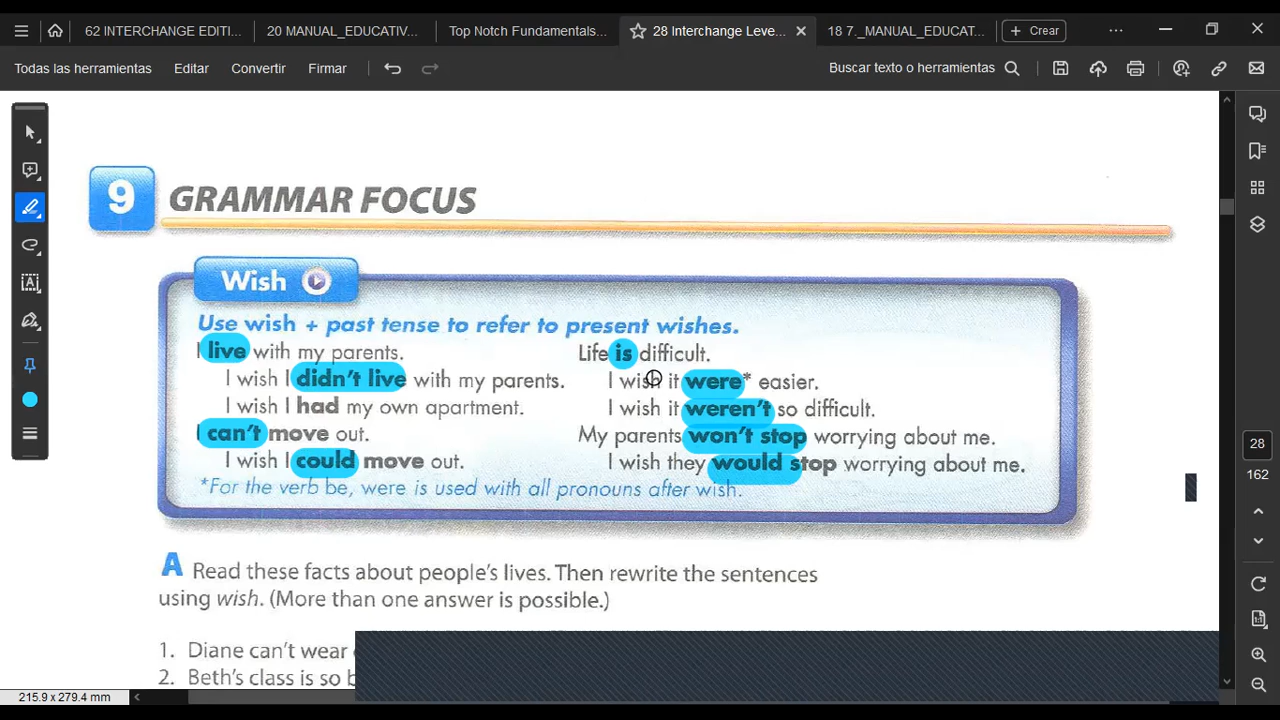 62 INTERCHANGE EDITI...
20 MANUAL_EDUCATIV...
Top Notch Fundamentals...
28 Interchange Leve...
18 7._MANUAL_EDUCAT...
+ Crear
Todas las herramientas
Editar
Convertir
Firmar
Buscar texto o herramientas
9 GRAMMAR FOCUS
Wish
Use wish + past tense to refer to present wishes.
I live with my parents.
I wish I didn't live with my parents.
I wish I had my own apartment.
I can't move out.
I wish I could move out.
Life is difficult.
I wish it were* easier.
I wish it weren't so difficult.
My parents won't stop worrying about me.
I wish they would stop worrying about me.
*For the verb be, were is used with all pronouns after wish.
A Read these facts about people's lives. Then rewrite the sentences
using wish. (More than one answer is possible.)
1. Diane can't wear
2. Beth's class is so
28
162
215.9 x 279.4 mm